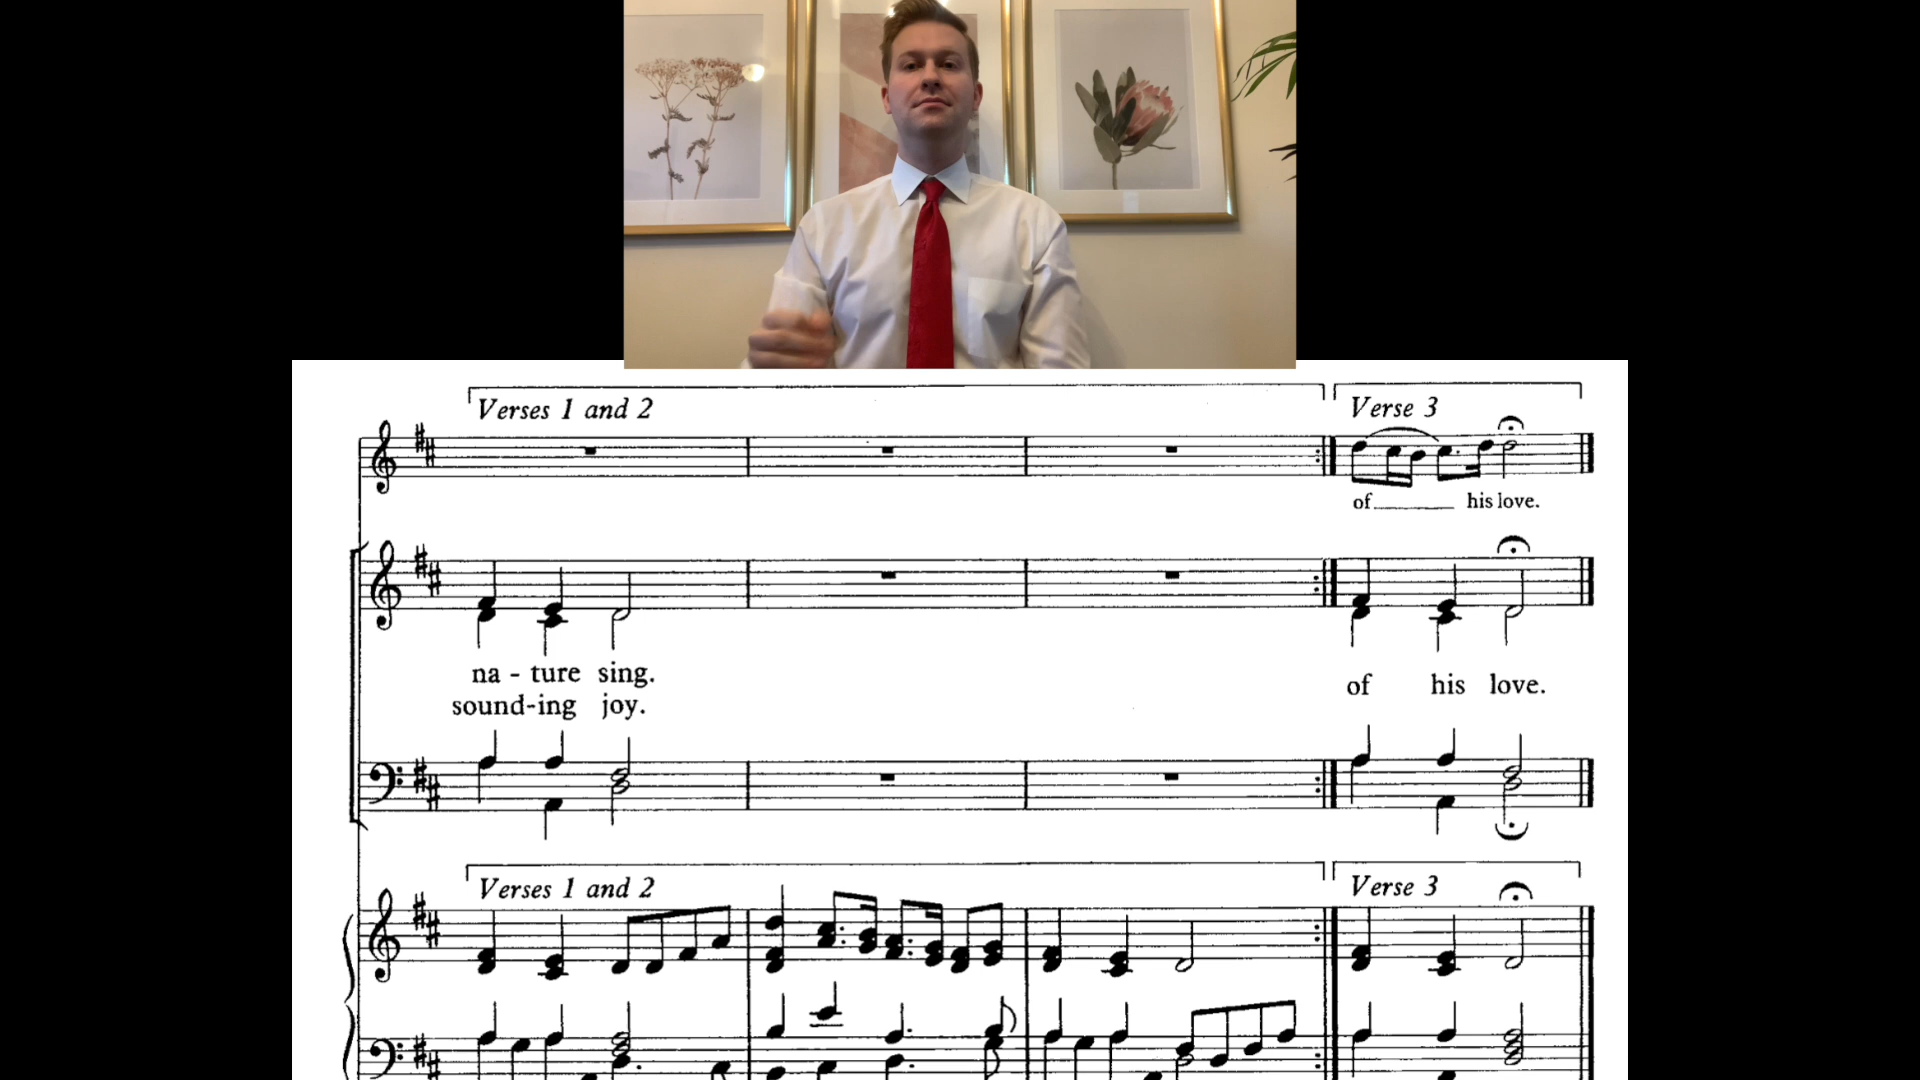 Verses 1 and 2 Verse 3
of his love.
na - ture sing.
sound-ing joy.
of his love.
Verses 1 and 2 Verse 3